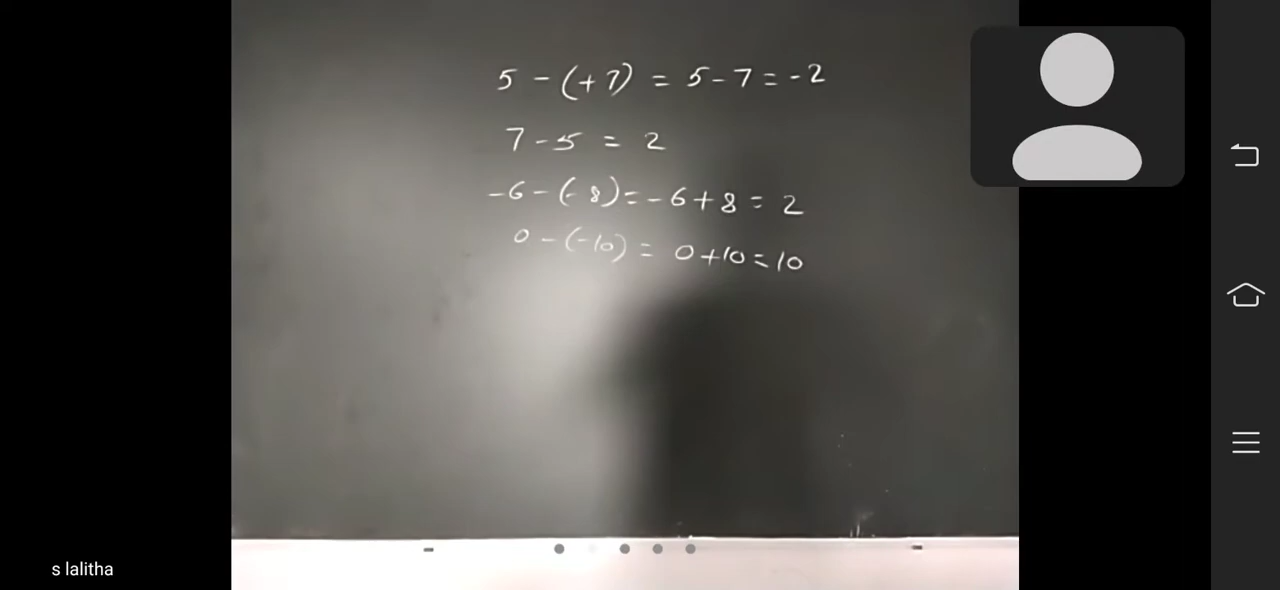 5 - (+7) = 5-7 = -2
7-5 = 2
-6-(-8)=-6+8 = 2
0-(-10) = 0+10=10
s lalitha